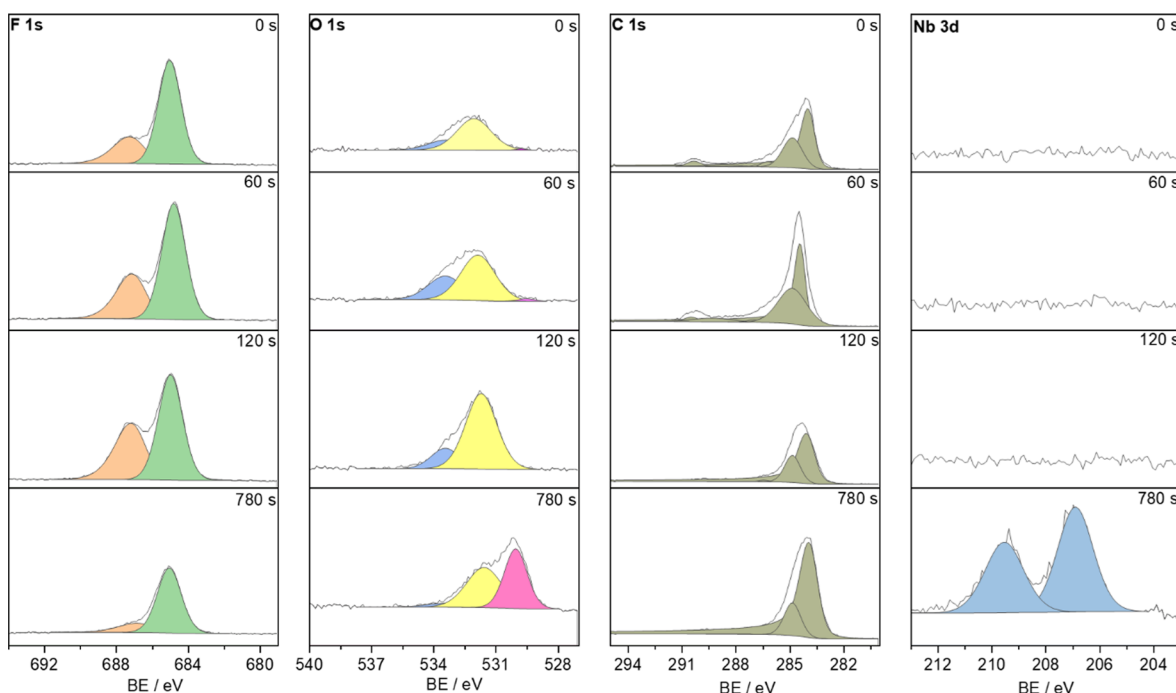 F 1s 0 s
O 1s 0 s
C 1s 0 s
Nb 3d 0 s
60 s
60 s
60 s
60 s
120 s
120 s
120 s
120 s
780 s
780 s
780 s
780 s
692 688 684 680
540 537 534 531 528
294 291 288 285 282
212 210 208 206 204
BE / eV
BE / eV
BE / eV
BE / eV